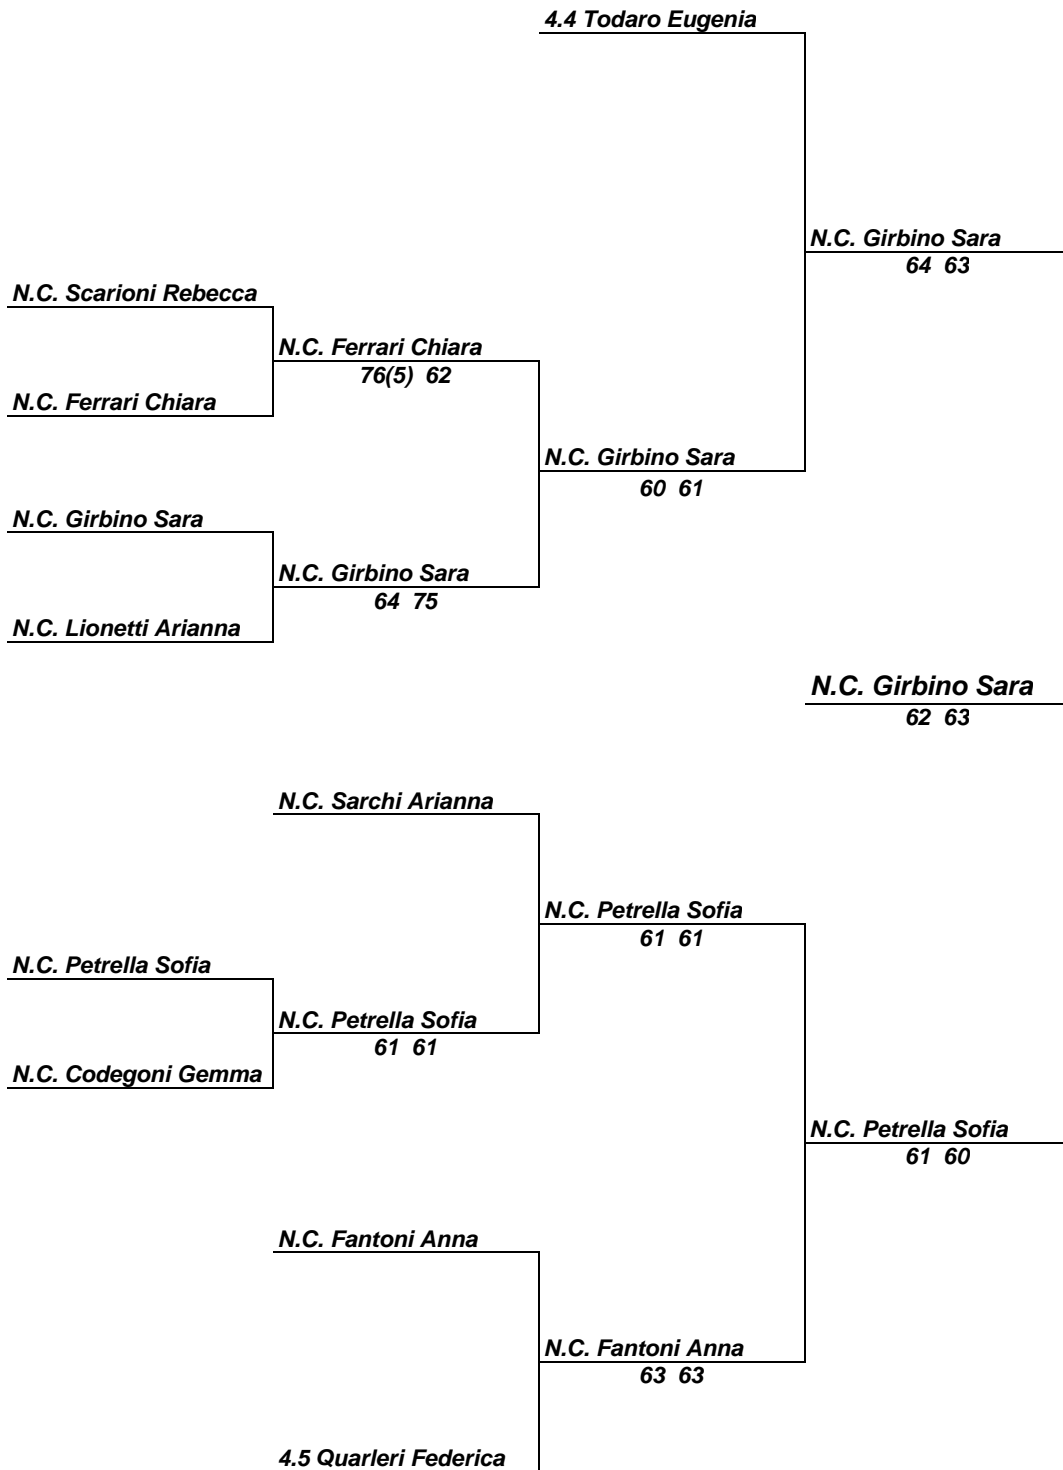 4.4 Todaro Eugenia
N.C. Girbino Sara
64 63
N.C. Scarioni Rebecca
N.C. Ferrari Chiara
76(5) 62
N.C. Ferrari Chiara
N.C. Girbino Sara
60 61
N.C. Girbino Sara
N.C. Girbino Sara
64 75
N.C. Lionetti Arianna
N.C. Girbino Sara
62 63
N.C. Sarchi Arianna
N.C. Petrella Sofia
61 61
N.C. Petrella Sofia
N.C. Petrella Sofia
61 61
N.C. Codegoni Gemma
N.C. Petrella Sofia
61 60
N.C. Fantoni Anna
N.C. Fantoni Anna
63 63
4.5 Quarleri Federica